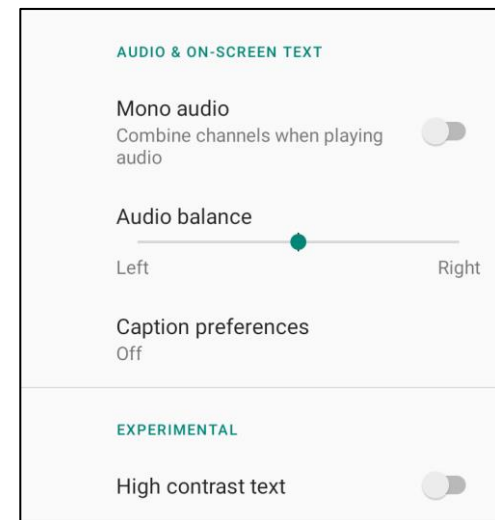 AUDIO & ON-SCREEN TEXT
Mono audio
Combine channels when playing
audio
Audio balance
Left Right
Caption preferences
Off
EXPERIMENTAL
High contrast text